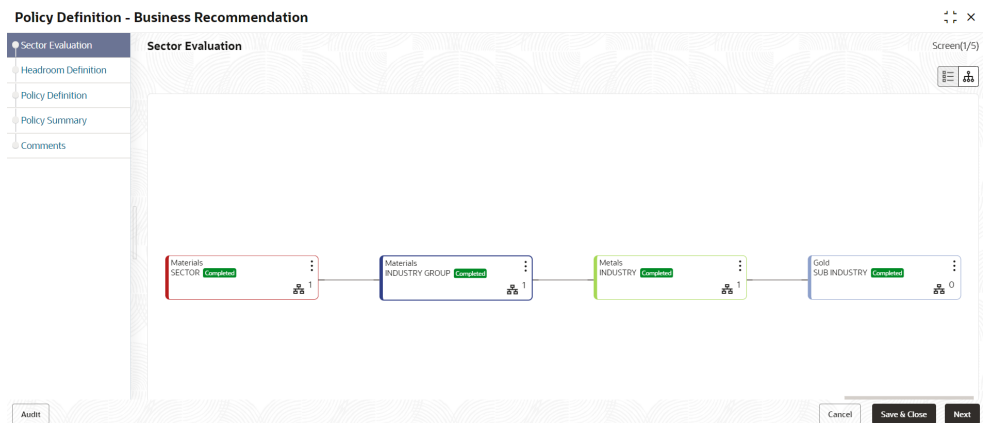 Policy Definition - Business Recommendation
Sector Evaluation
Headroom Definition
Policy Definition
Policy Summary
Comments
Sector Evaluation
Screen(1/5)
Materials
SECTOR Completed
1
Materials
INDUSTRY GROUP Completed
1
Metals
INDUSTRY Completed
1
Gold
SUB INDUSTRY Completed
0
Audit
Cancel
Save & Close
Next